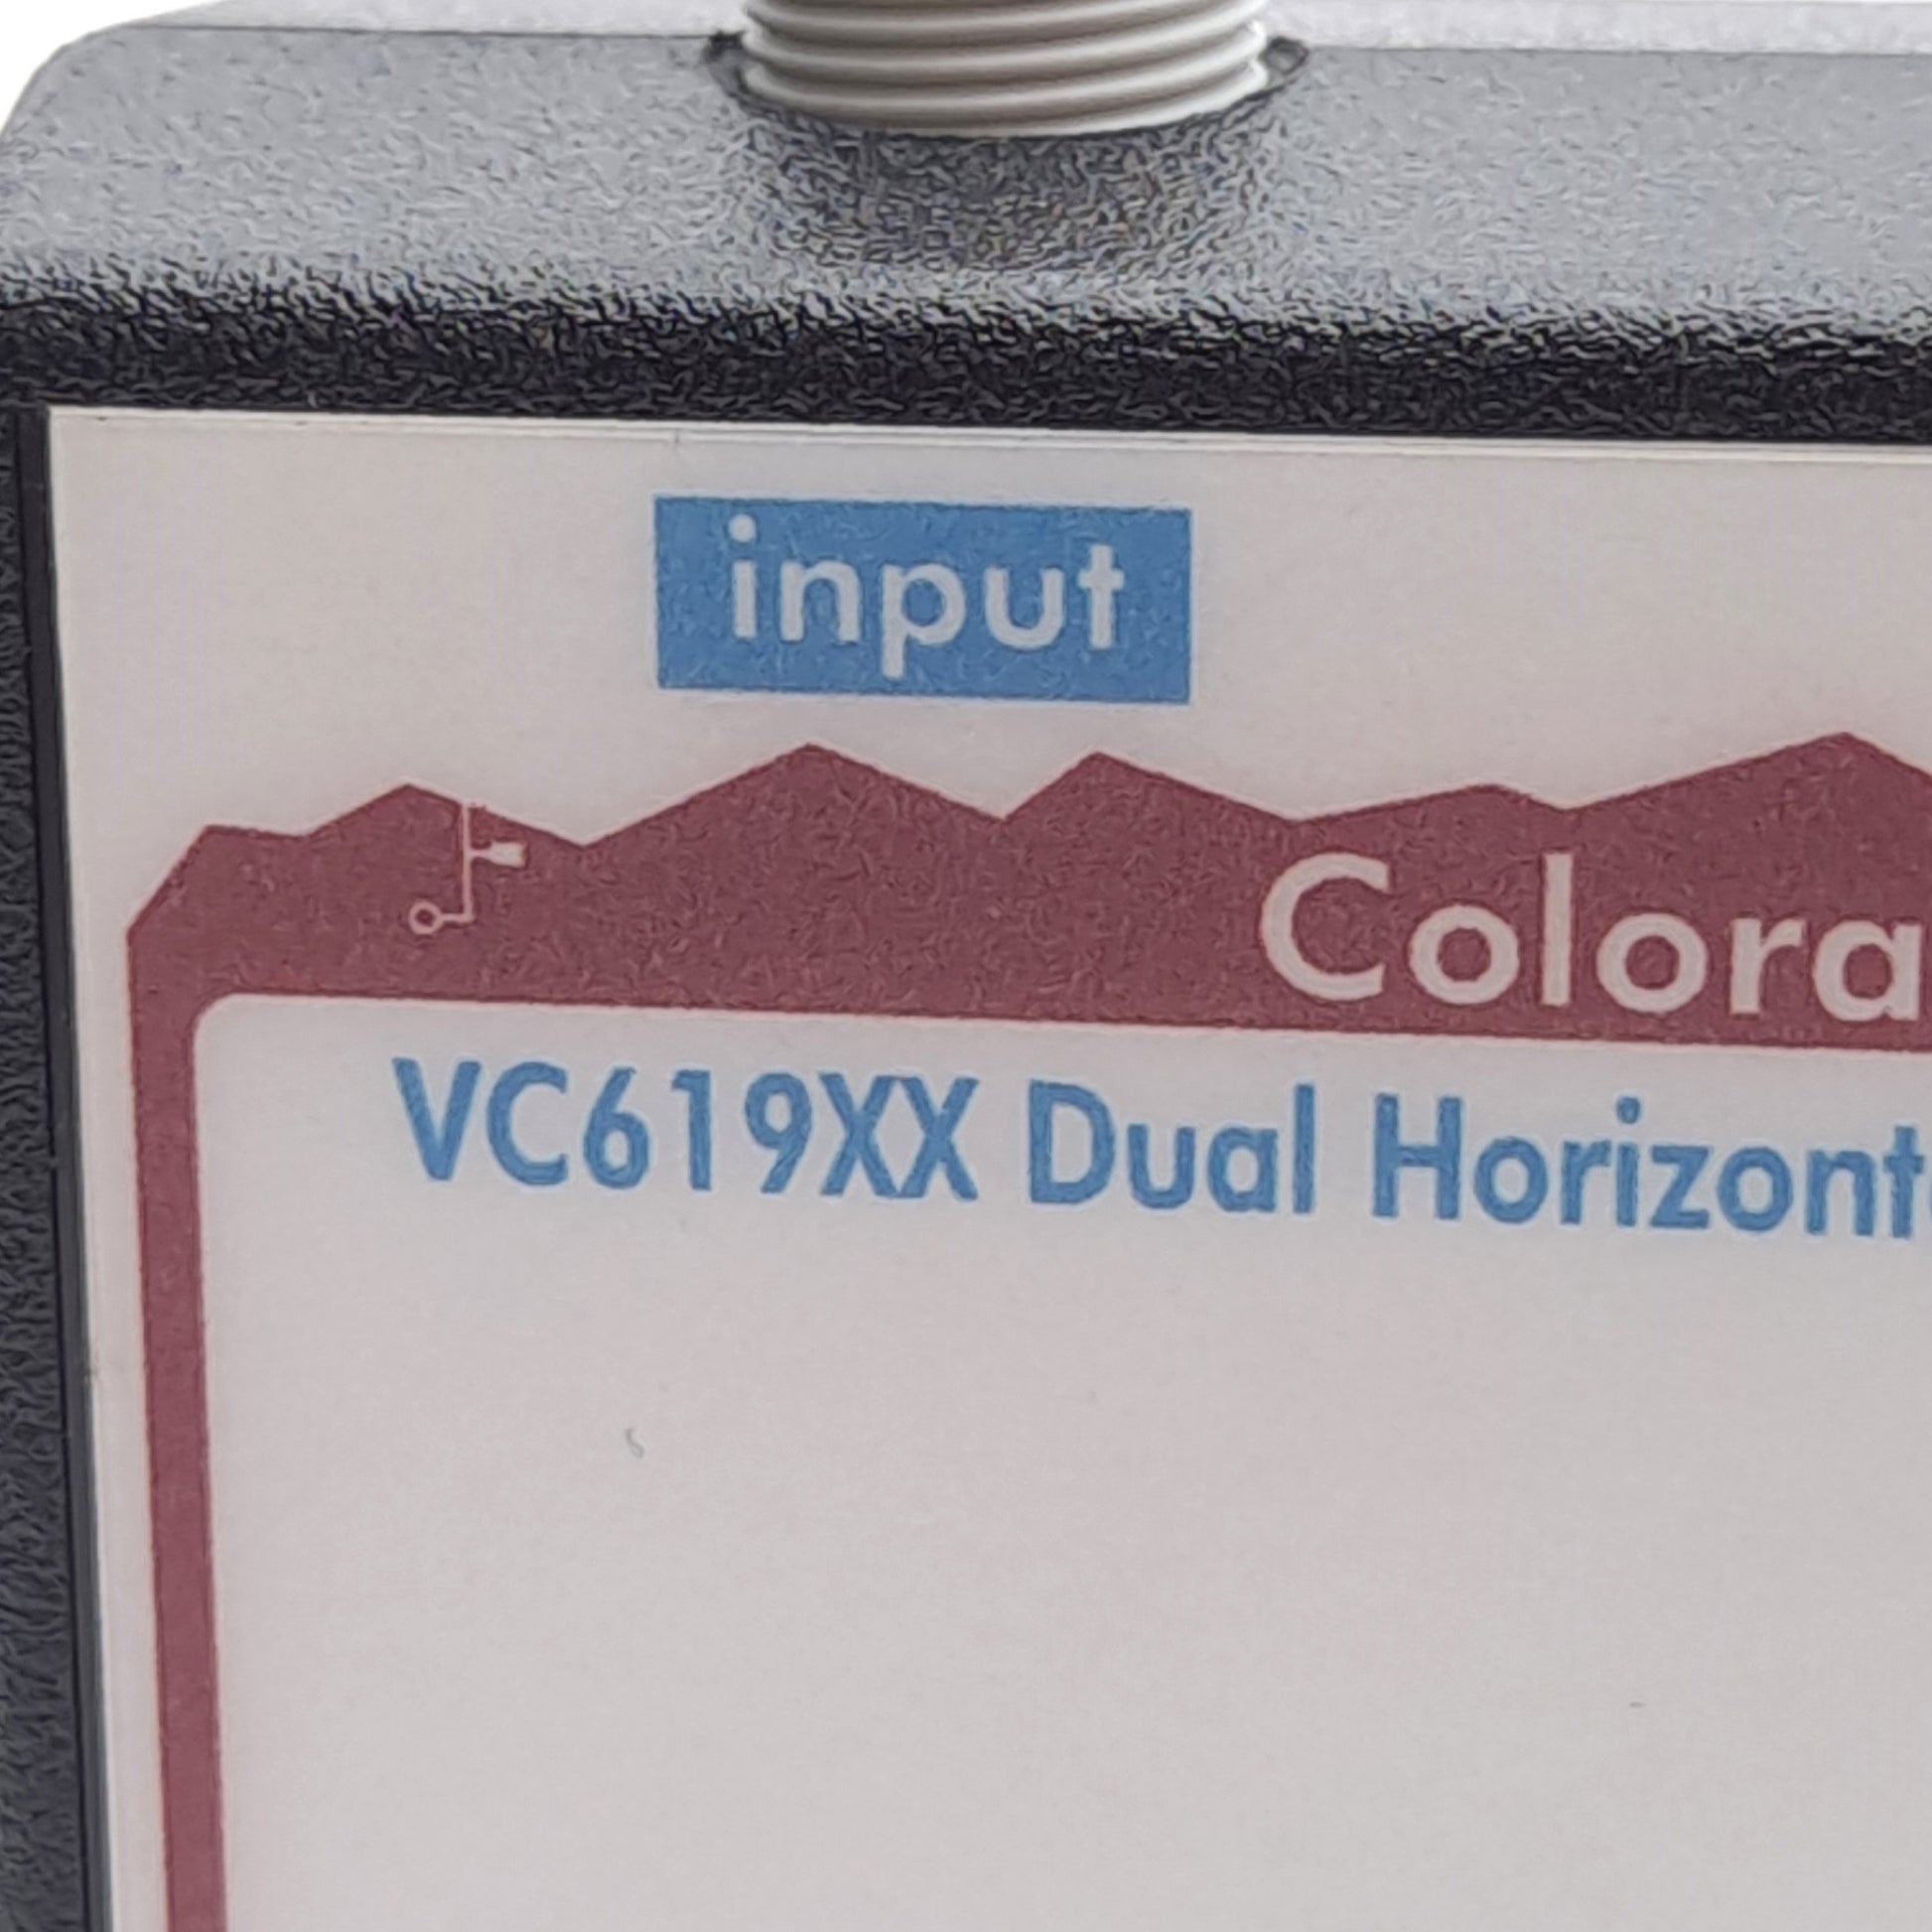 input
Colora
VC619XX Dual Horizont